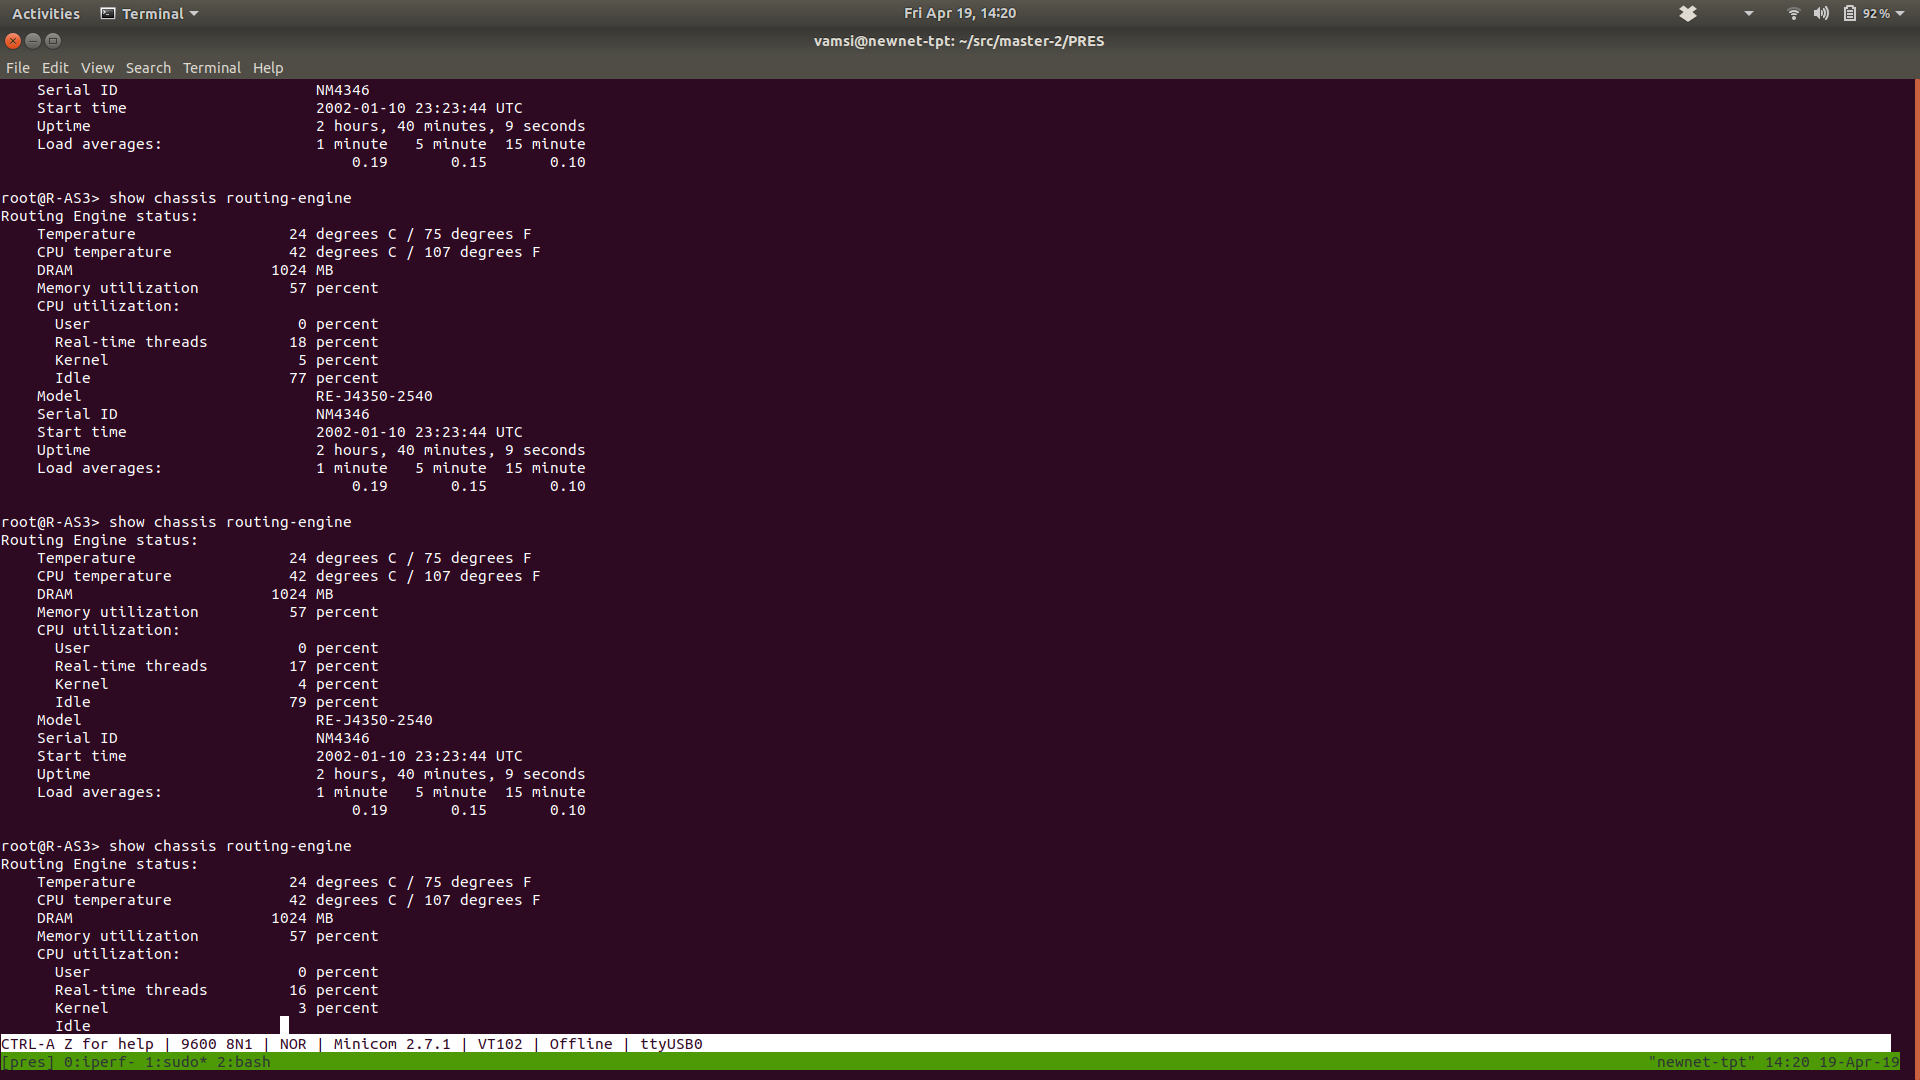 Activities Terminal Fri Apr 19, 14:20 92 %
vamsi@newnet-tpt: ~/src/master-2/PRES
File Edit View Search Terminal Help
    Serial ID                      NM4346
    Start time                     2002-01-10 23:23:44 UTC
    Uptime                         2 hours, 40 minutes, 9 seconds
    Load averages:                 1 minute   5 minute  15 minute
                                       0.19       0.15       0.10

root@R-AS3> show chassis routing-engine
Routing Engine status:
    Temperature                 24 degrees C / 75 degrees F
    CPU temperature             42 degrees C / 107 degrees F
    DRAM                      1024 MB
    Memory utilization          57 percent
    CPU utilization:
      User                       0 percent
      Real-time threads         18 percent
      Kernel                     5 percent
      Idle                      77 percent
    Model                          RE-J4350-2540
    Serial ID                      NM4346
    Start time                     2002-01-10 23:23:44 UTC
    Uptime                         2 hours, 40 minutes, 9 seconds
    Load averages:                 1 minute   5 minute  15 minute
                                       0.19       0.15       0.10

root@R-AS3> show chassis routing-engine
Routing Engine status:
    Temperature                 24 degrees C / 75 degrees F
    CPU temperature             42 degrees C / 107 degrees F
    DRAM                      1024 MB
    Memory utilization          57 percent
    CPU utilization:
      User                       0 percent
      Real-time threads         17 percent
      Kernel                     4 percent
      Idle                      79 percent
    Model                          RE-J4350-2540
    Serial ID                      NM4346
    Start time                     2002-01-10 23:23:44 UTC
    Uptime                         2 hours, 40 minutes, 9 seconds
    Load averages:                 1 minute   5 minute  15 minute
                                       0.19       0.15       0.10

root@R-AS3> show chassis routing-engine
Routing Engine status:
    Temperature                 24 degrees C / 75 degrees F
    CPU temperature             42 degrees C / 107 degrees F
    DRAM                      1024 MB
    Memory utilization          57 percent
    CPU utilization:
      User                       0 percent
      Real-time threads         16 percent
      Kernel                     3 percent
      Idle
CTRL-A Z for help | 9600 8N1 | NOR | Minicom 2.7.1 | VT102 | Offline | ttyUSB0
[pres] 0:iperf- 1:sudo* 2:bash "newnet-tpt" 14:20 19-Apr-19